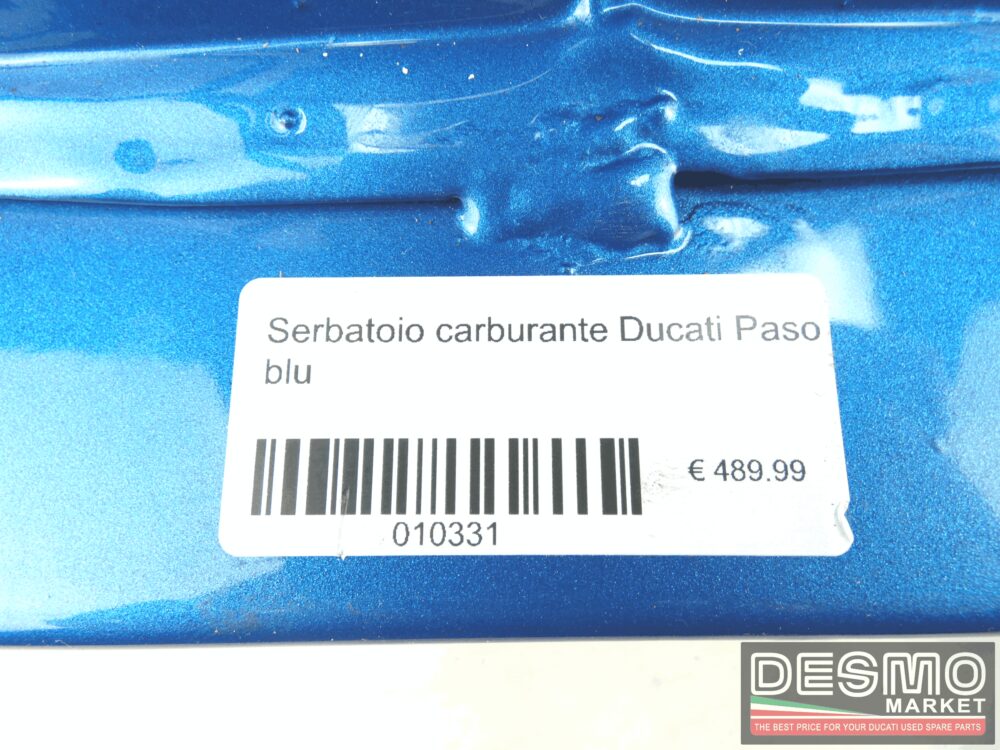 Serbatoio carburante Ducati Paso
blu
€ 489.99
010331
DESMO
MARKET
THE BEST PRICE FOR YOUR DUCATI USED SPARE PARTS